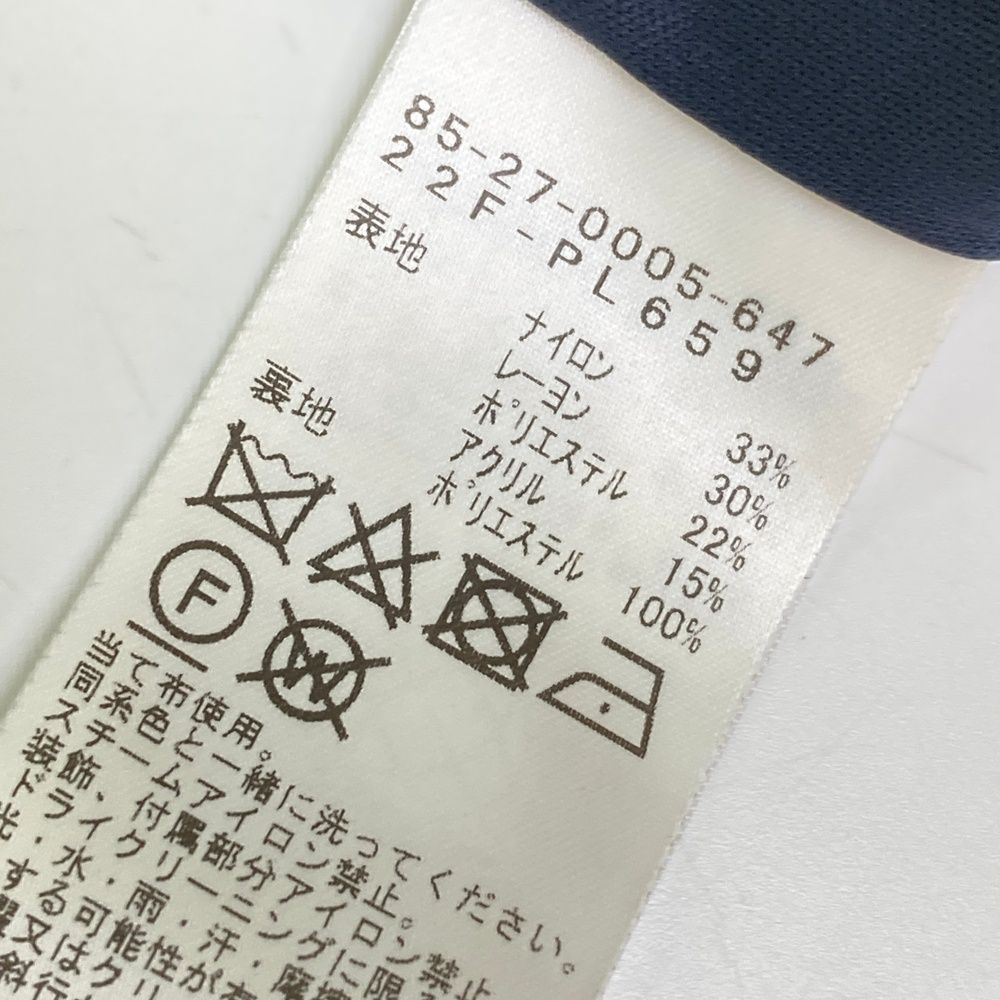 85-27-0005-647
22F-PL659
表地
ナイロン 33%
レーヨン 30%
ポリエステル 22%
アクリル 15%
裏地 ポリエステル 100%
F
W
当て布使用。
同系色と一緒に洗ってください。
スチームアイロン禁止。
装飾、付属部分アイロン禁止
ドライクリーニングに限
光・水・雨・汗・摩擦
する可能性が
又はク
斜行